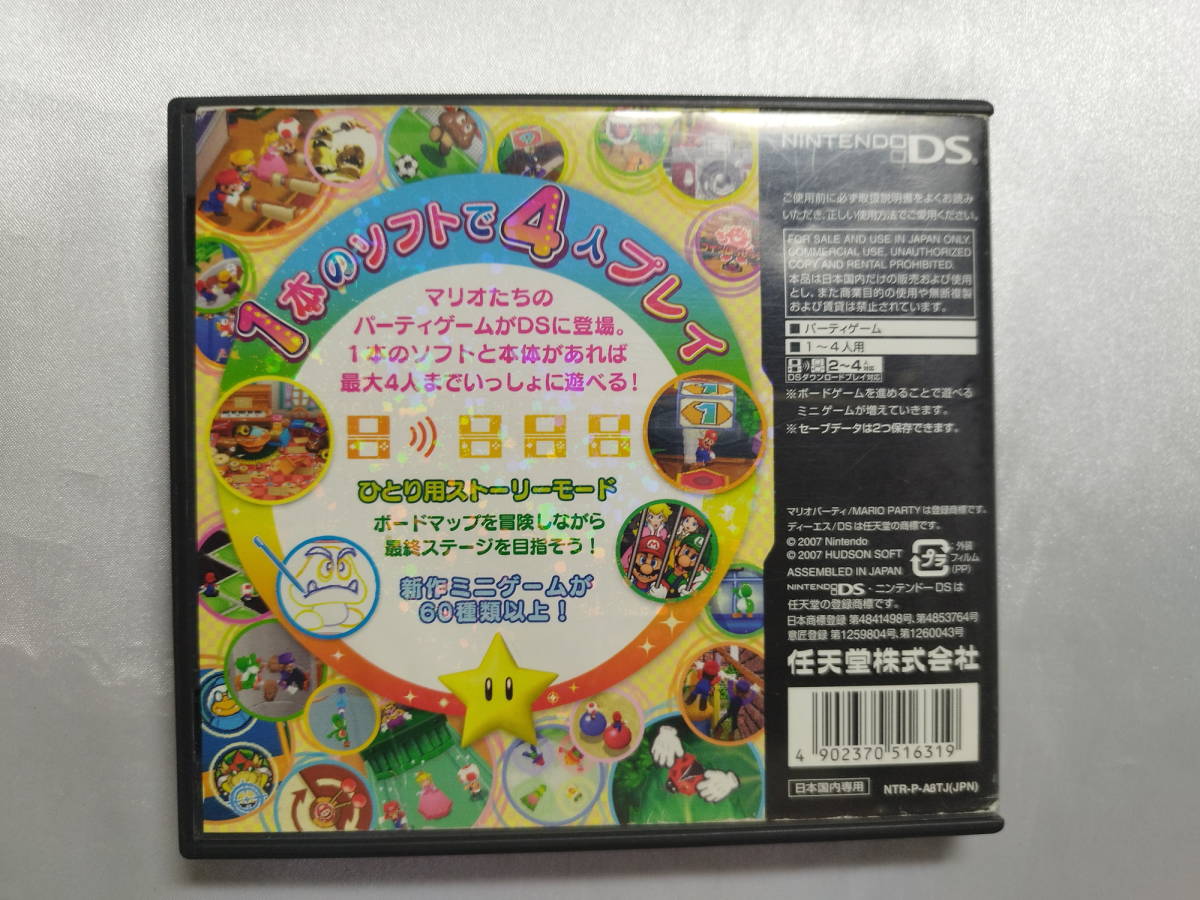 1本のソフトで4人プレイ
マリオたちの
パーティゲームがDSに登場。
1本のソフトと本体があれば
最大4人までいっしょに遊べる!
ひとり用ストーリーモード
ボードマップを冒険しながら
最終ステージを目指そう!
新作ミニゲームが
60種類以上!
NINTENDO DS
ご使用前に必ず取扱説明書をよくお読み
いただき、正しい使用方法でご愛用ください。
FOR SALE AND USE IN JAPAN ONLY.
COMMERCIAL USE, UNAUTHORIZED
COPY AND RENTAL PROHIBITED.
本品は日本国内だけの販売および使用
とし、また商業目的の使用や無断複製
および賃貸は禁止されています。
■パーティゲーム
■1~4人用
2~4人対応
DSダウンロードプレイ対応
※ボードゲームを進めることで遊べる
ミニゲームが増えていきます。
※セーブデータは2つ保存できます。
マリオパーティ/MARIO PARTY は登録商標です。
ディーエス/DSは任天堂の商標です。
© 2007 Nintendo
© 2007 HUDSON SOFT
ASSEMBLED IN JAPAN
プラ
:外装
フィルム
(PP)
NINTENDO DS・ニンテンドーDSは
任天堂の登録商標です。
日本商標登録 第4841498号、第4853764号
意匠登録 第1259804号、第1260043号
任天堂株式会社
4 902370 516319
日本国内専用
NTR-P-A8TJ(JPN)